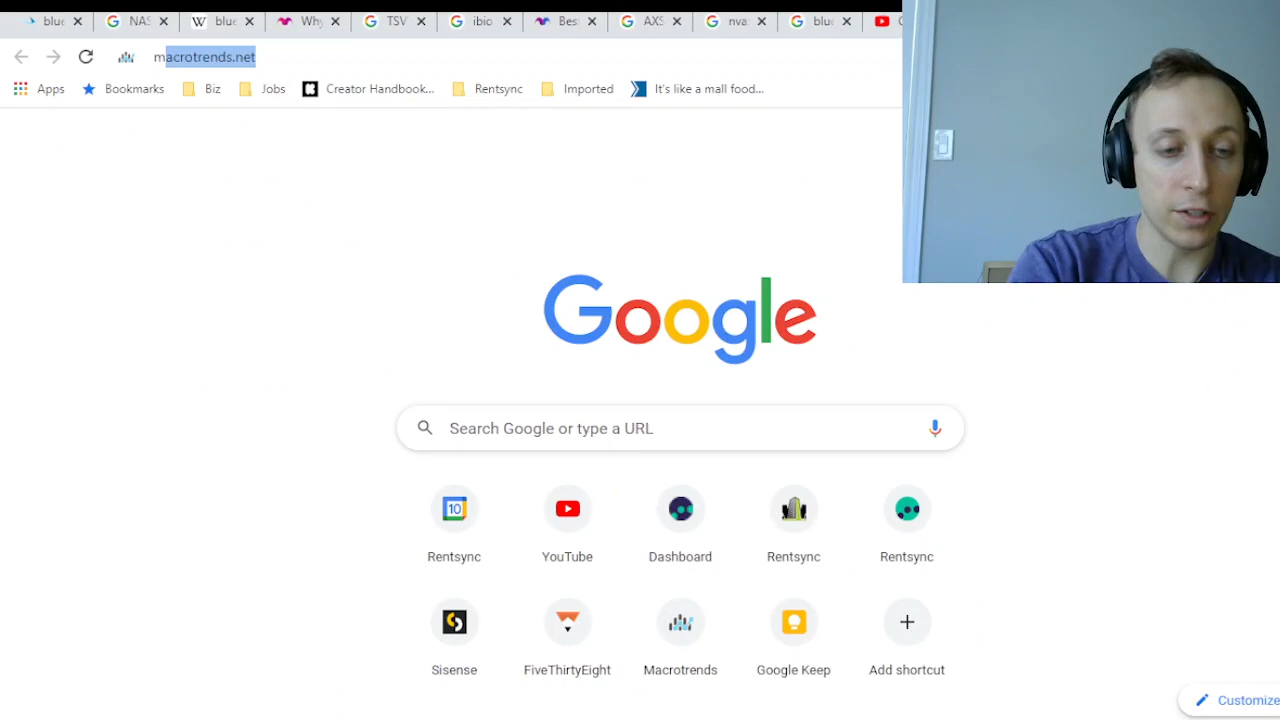 blue NAS blue Why TSV ibio Bes AXS nva blue
macrotrends.net
Apps Bookmarks Biz Jobs Creator Handbook... Rentsync Imported It's like a mall food...
Google
Search Google or type a URL
10
Rentsync YouTube Dashboard Rentsync Rentsync
Sisense FiveThirtyEight Macrotrends Google Keep Add shortcut
Customize